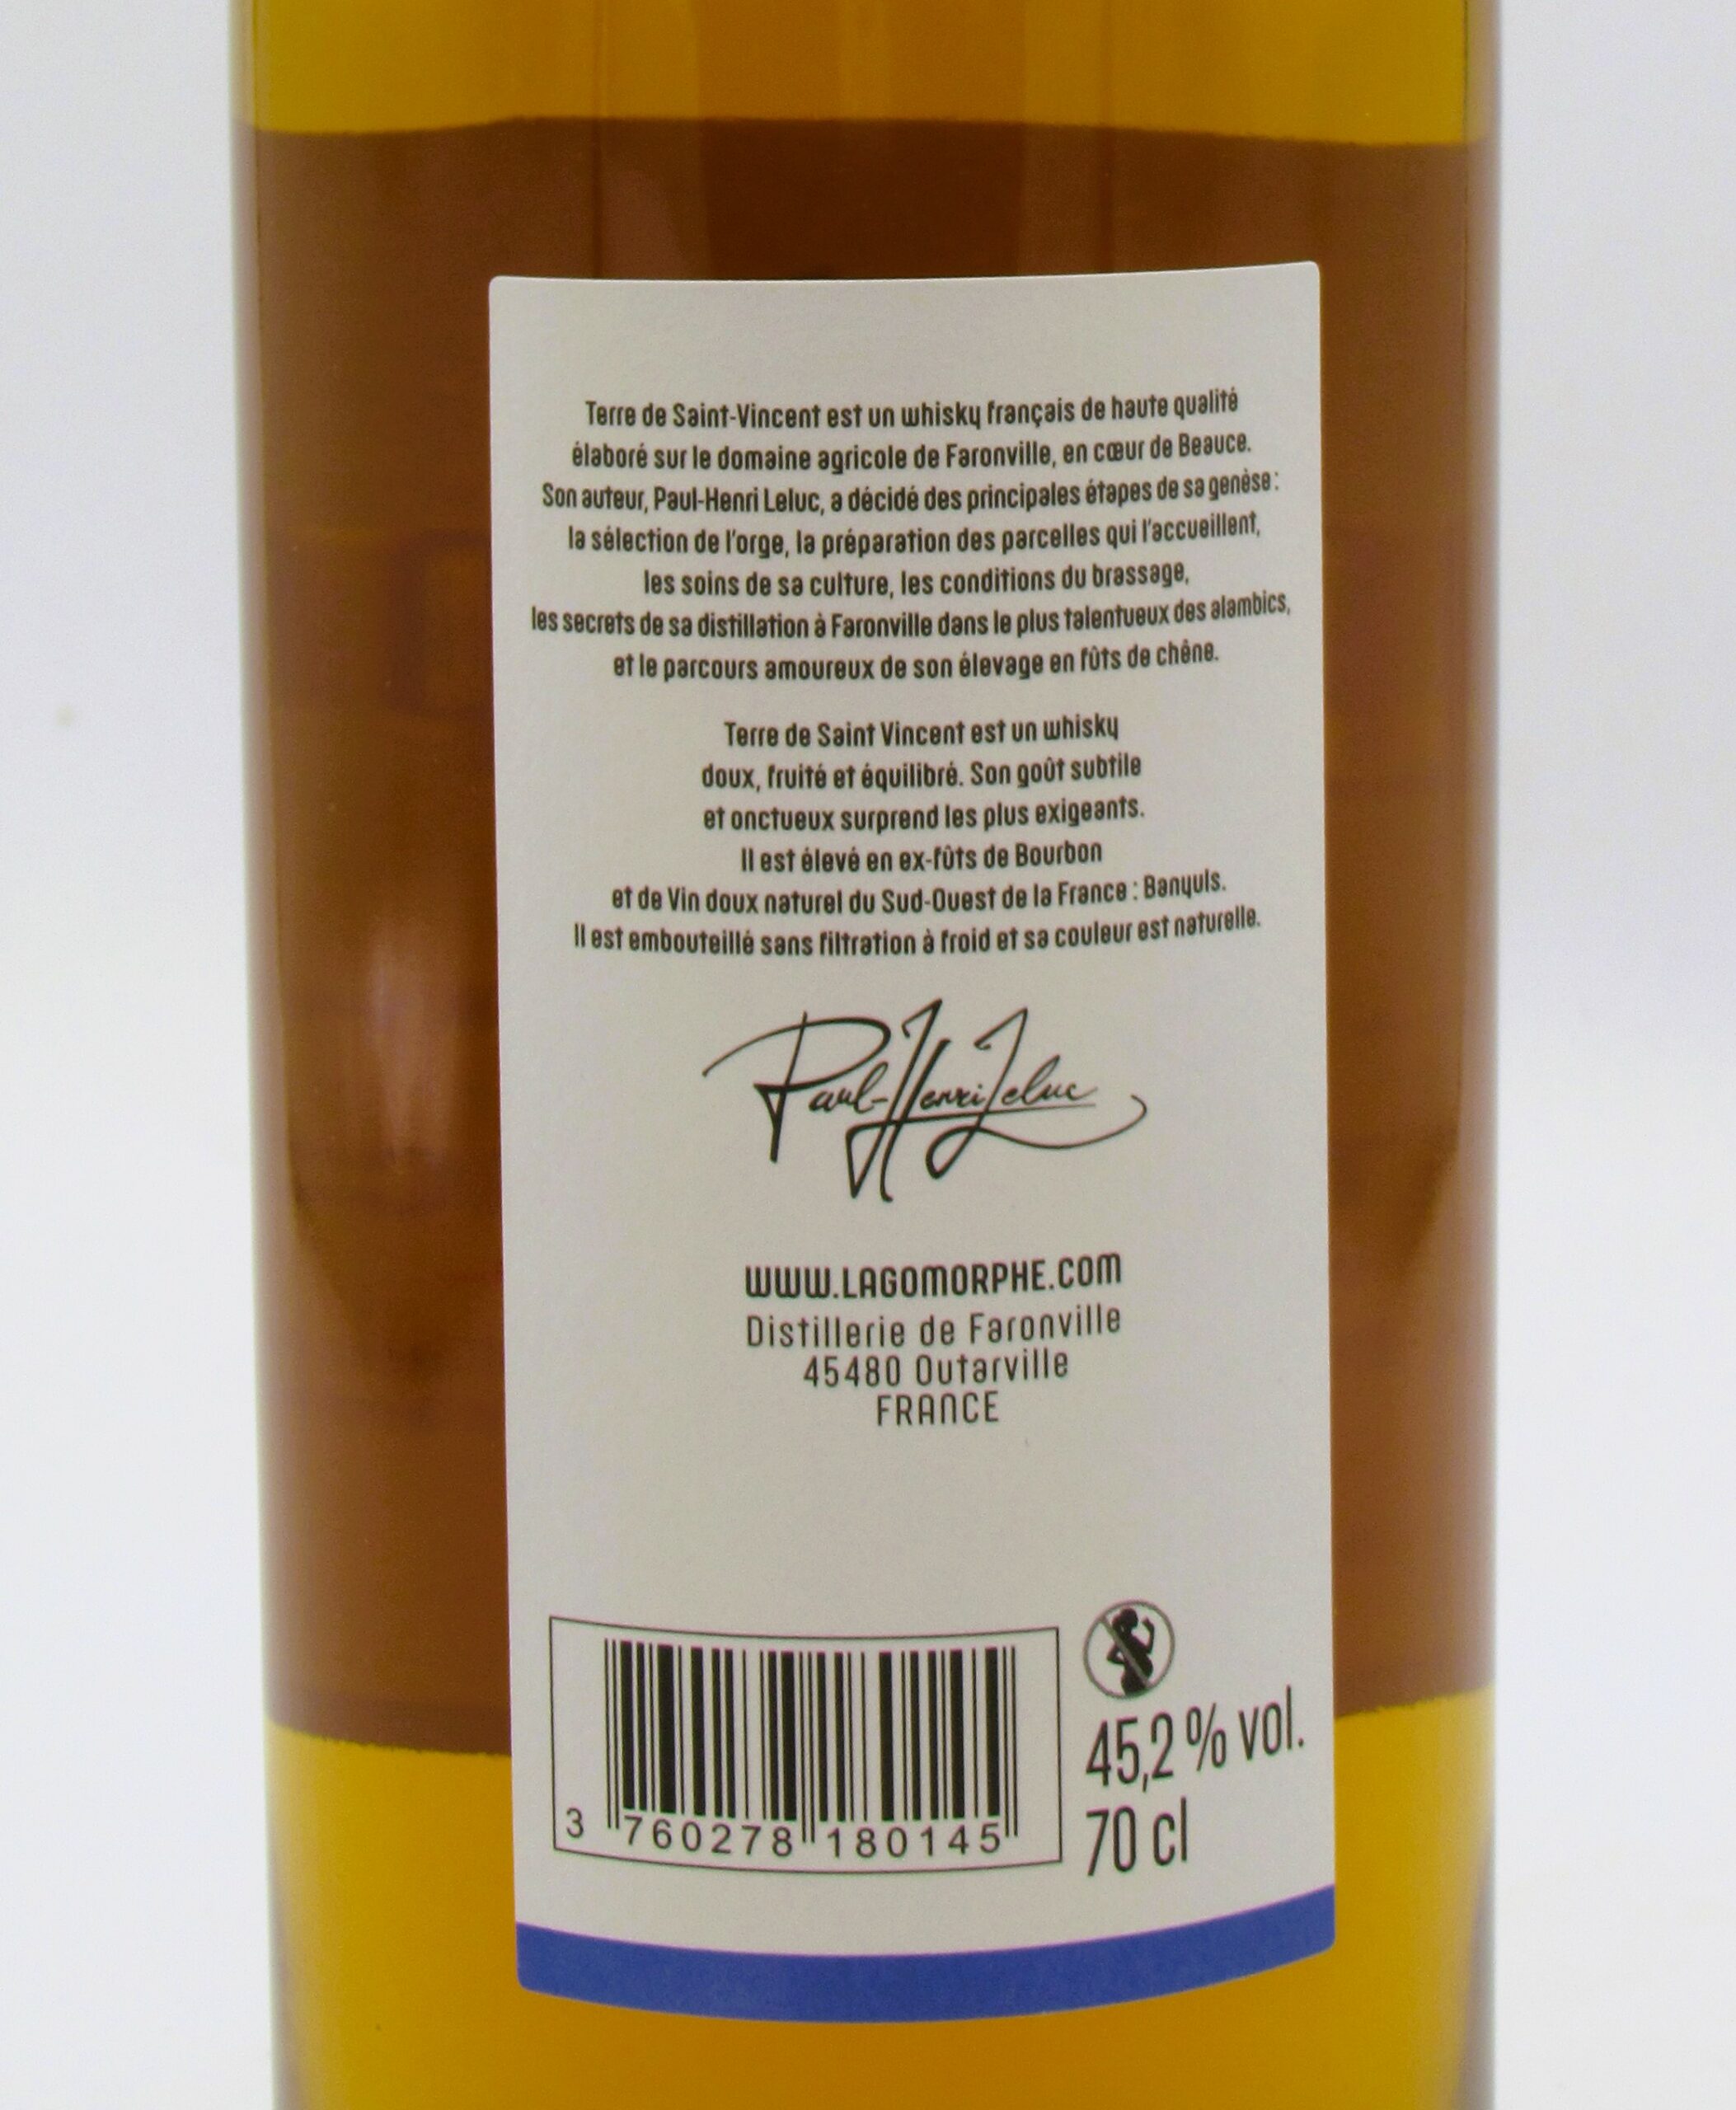 Terre de Saint-Vincent est un whisky français de haute qualité
élaboré sur le domaine agricole de Faronville, en cœur de Beauce.
Son auteur, Paul-Henri Leluc, a décidé des principales étapes de sa genèse :
la sélection de l'orge, la préparation des parcelles qui l'accueillent,
les soins de sa culture, les conditions du brassage,
les secrets de sa distillation à Faronville dans le plus talentueux des alambics,
et le parcours amoureux de son élevage en fûts de chêne.
Terre de Saint Vincent est un whisky
doux, fruité et équilibré. Son goût subtile
et onctueux surprend les plus exigeants.
Il est élevé en ex-fûts de Bourbon
et de Vin doux naturel du Sud-Ouest de la France : Banyuls.
Il est embouteillé sans filtration à froid et sa couleur est naturelle.
Paul-Henri Leluc
WWW.LAGOMORPHE.COM
Distillerie de Faronville
45480 Outarville
FRANCE
45,2 % vol.
70 cl
3 760278 180145